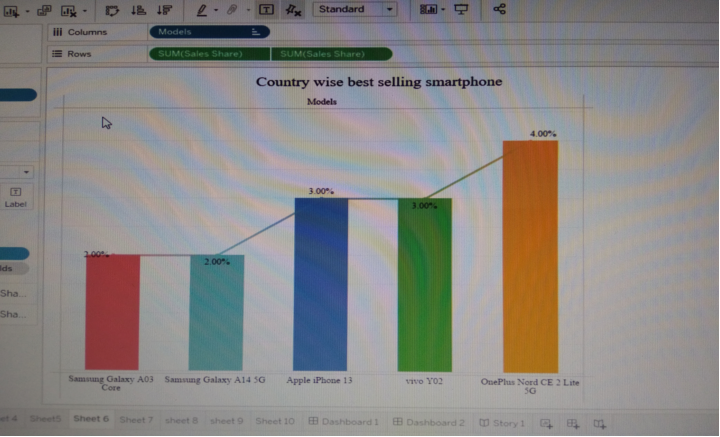 Standard
Columns
Models
Rows
SUM(Sales Share)
SUM(Sales Share)
Country wise best selling smartphone
Models
4.00%
3.00%
3.00%
2.00%
2.00%
Label
Sha...
Sha...
Samsung Galaxy A03
Core
Samsung Galaxy A14 5G
Apple iPhone 13
vivo Y02
OnePlus Nord CE 2 Lite
5G
Sheet5
Sheet 6
Sheet 7
sheet 8
sheet 9
Sheet 10
Dashboard 1
Dashboard 2
Story 1